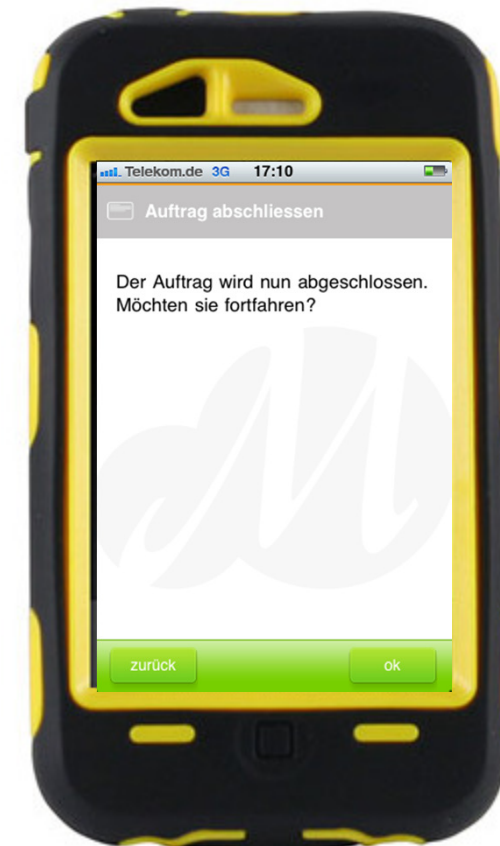 Telekom.de 3G 17:10
Auftrag abschliessen
Der Auftrag wird nun abgeschlossen.
Möchten sie fortfahren?
zurück ok